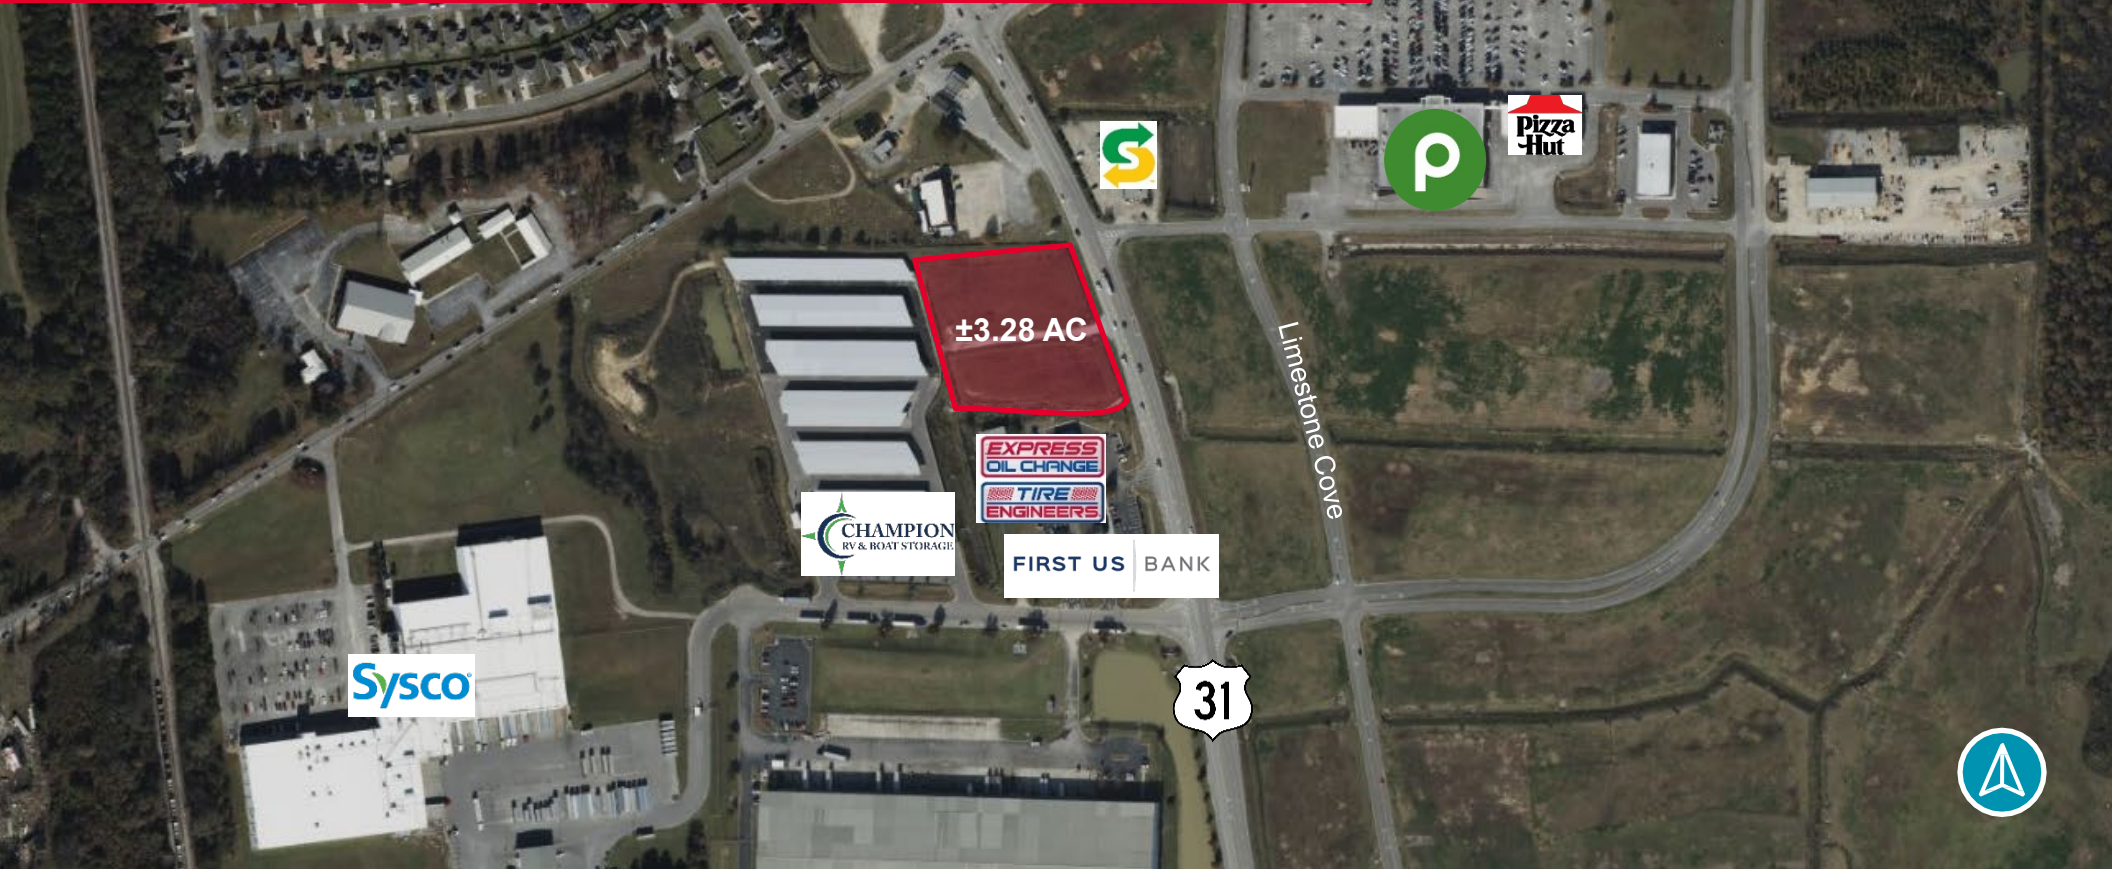 S
P
Pizza
Hut
±3.28 AC
Limestone Cove
EXPRESS
OIL CHANGE
TIRE
ENGINEERS
CHAMPION
RV & BOAT STORAGE
FIRST US BANK
Sysco
31